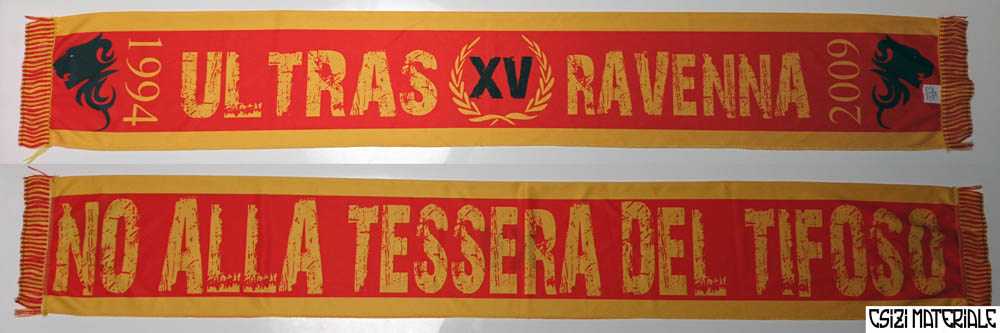 1994 ULTRAS XV RAVENNA 2009
NO ALLA TESSERA DEL TIFOSO
CSIZI MATERIALE